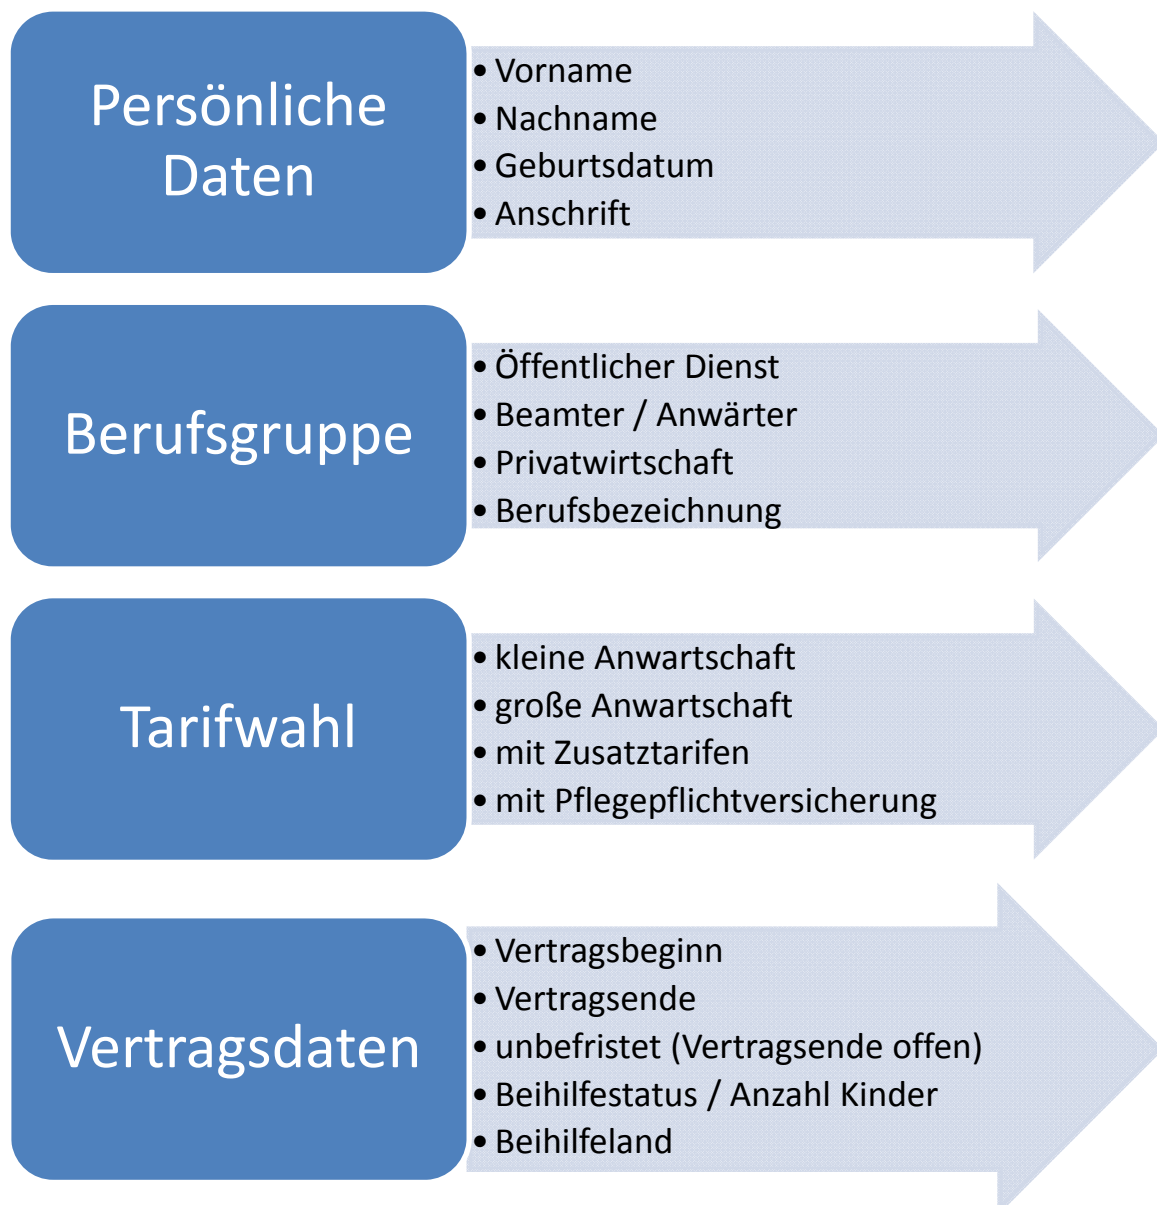 Persönliche
Daten
• Vorname
• Nachname
• Geburtsdatum
• Anschrift
Berufsgruppe
• Öffentlicher Dienst
• Beamter / Anwärter
• Privatwirtschaft
• Berufsbezeichnung
Tarifwahl
• kleine Anwartschaft
• große Anwartschaft
• mit Zusatztarifen
• mit Pflegepflichtversicherung
Vertragsdaten
• Vertragsbeginn
• Vertragsende
• unbefristet (Vertragsende offen)
• Beihilfestatus / Anzahl Kinder
• Beihilfeland